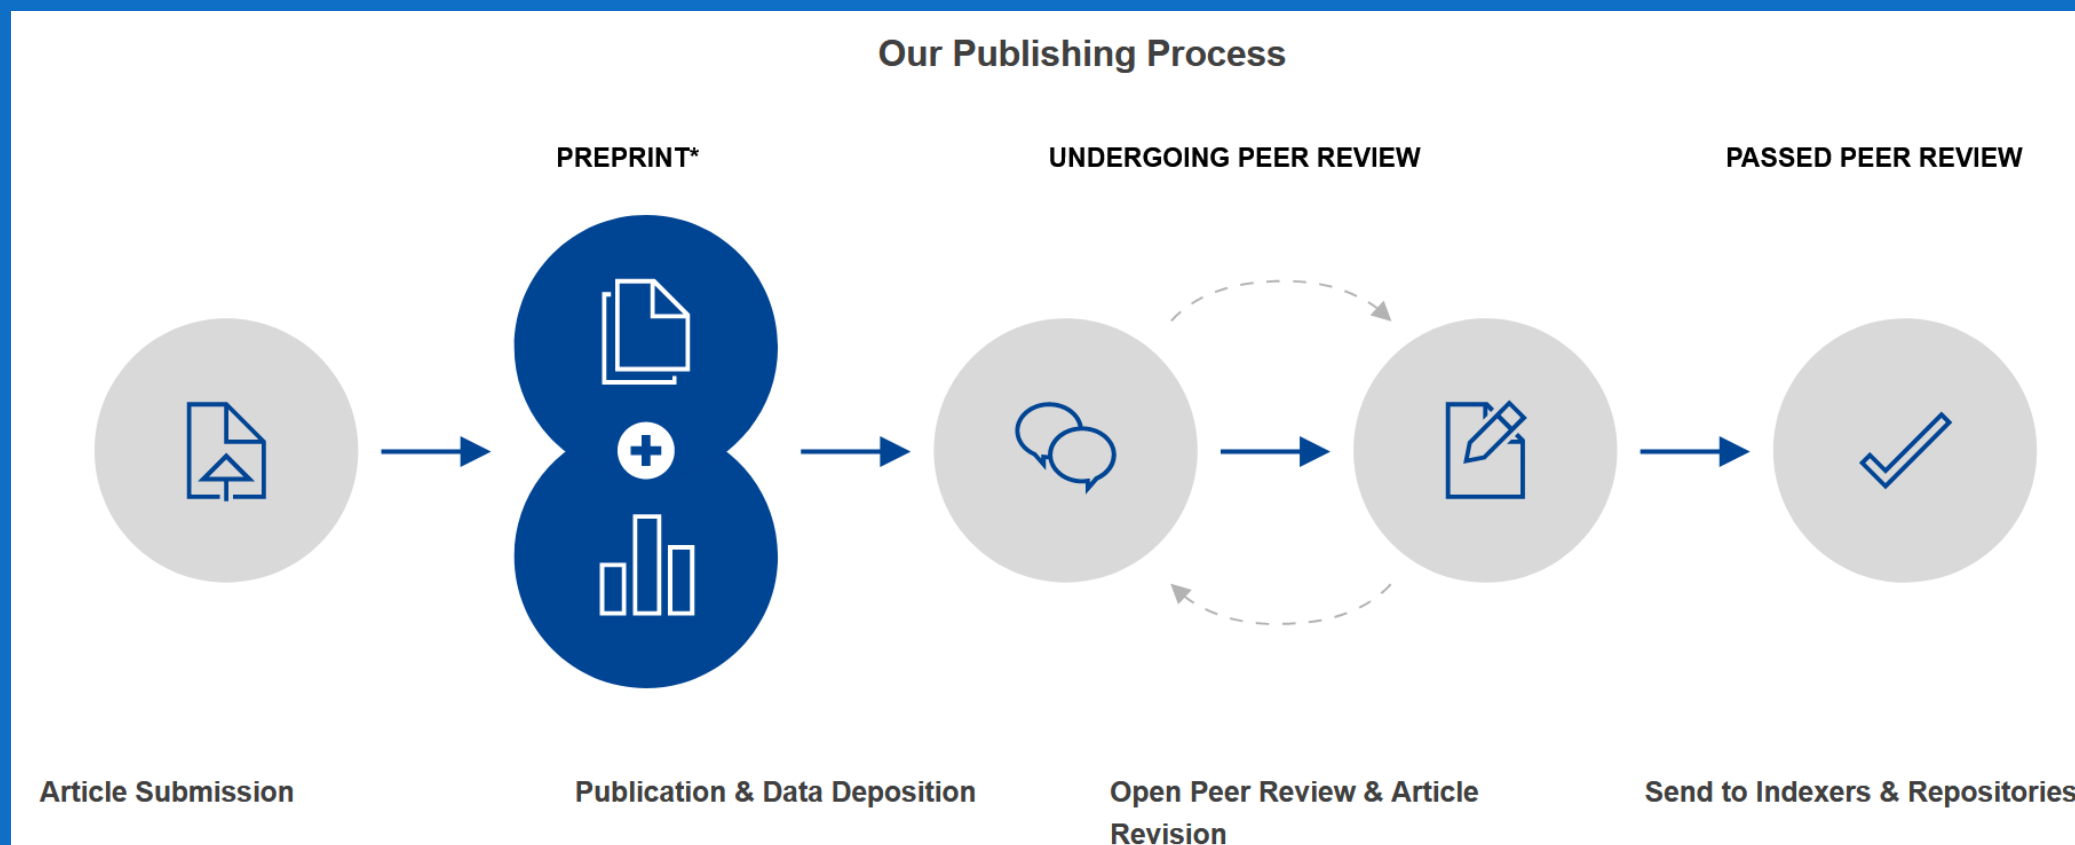 Our Publishing Process
PREPRINT*
UNDERGOING PEER REVIEW
PASSED PEER REVIEW
Article Submission
Publication & Data Deposition
Open Peer Review & Article
Revision
Send to Indexers & Repositories